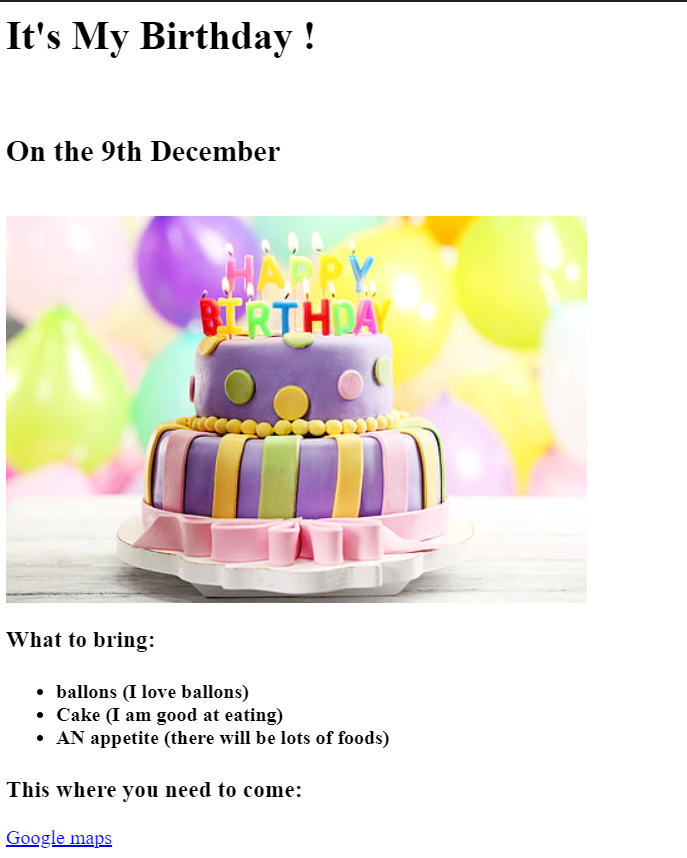 It's My Birthday !
On the 9th December
HAPPY
BIRTHDAY
What to bring:
ballons (I love ballons)
Cake (I am good at eating)
AN appetite (there will be lots of foods)
This where you need to come:
Google maps